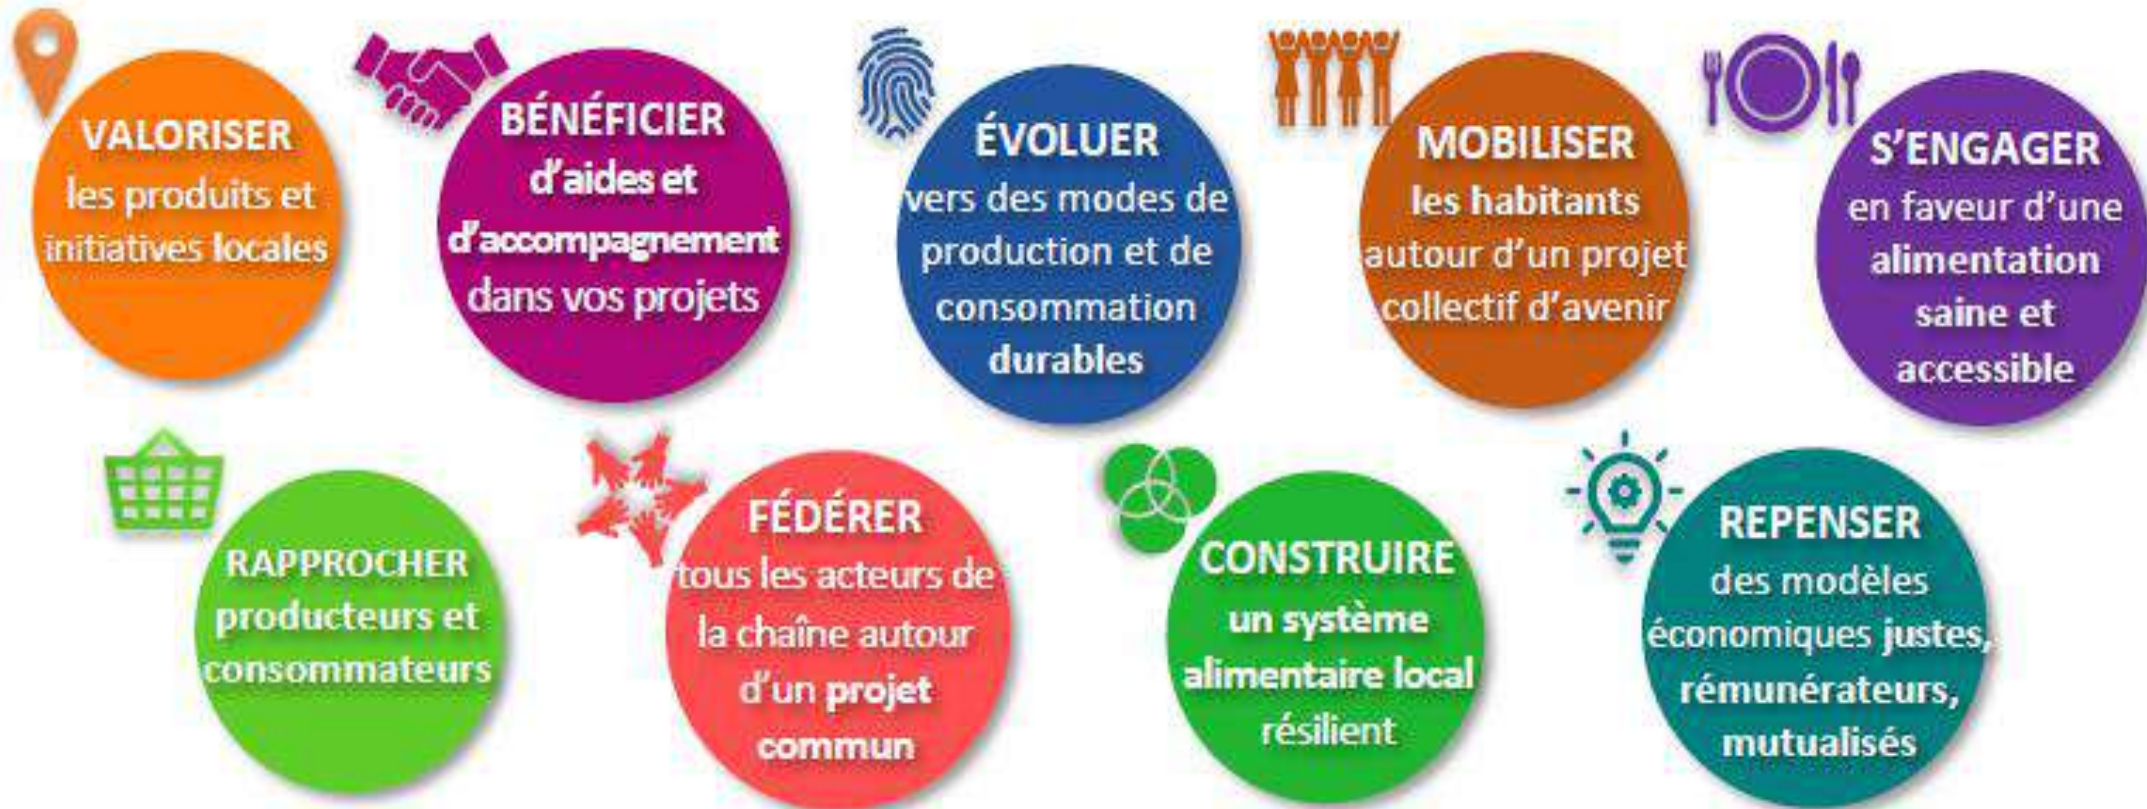 VALORISER
les produits et
initiatives locales
BÉNÉFICIER
d'aides et
d'accompagnement
dans vos projets
ÉVOLUER
vers des modes de
production et de
consommation
durables
MOBILISER
les habitants
autour d'un projet
collectif d'avenir
S'ENGAGER
en faveur d'une
alimentation
saine et
accessible
RAPPROCHER
producteurs et
consommateurs
FÉDÉRER
tous les acteurs de
la chaîne autour
d'un projet
commun
CONSTRUIRE
un système
alimentaire local
résilient
REPENSER
des modèles
économiques justes,
rémunérateurs,
mutualisés